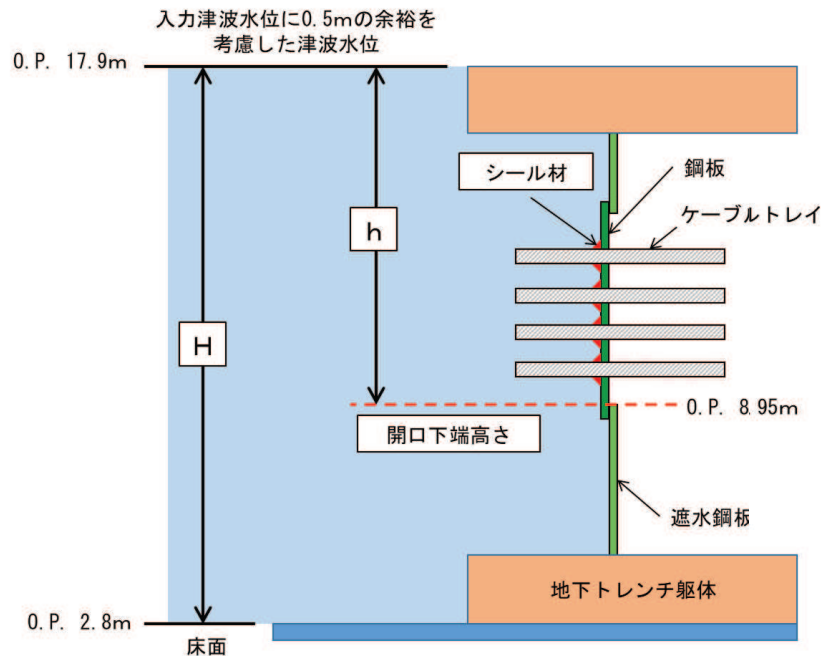 入力津波水位に0.5mの余裕を
考慮した津波水位
O.P. 17.9m
シール材
鋼板
ケーブルトレイ
h
H
O.P. 8.95m
開口下端高さ
遮水鋼板
地下トレンチ躯体
O.P. 2.8m
床面